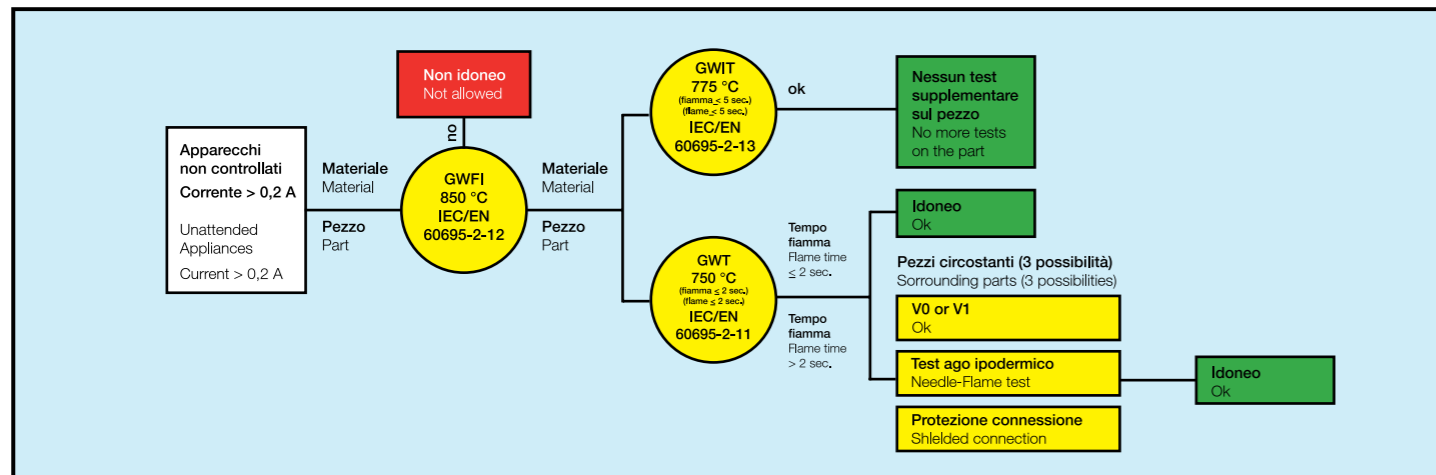 Non idoneo
Not allowed
no
Apparecchi
non controllati
Corrente > 0,2 A
Unattended
Appliances
Current > 0,2 A
Materiale
Material
Pezzo
Part
GWFI
850 °C
IEC/EN
60695-2-12
Materiale
Material
Pezzo
Part
GWIT
775 °C
(fiamma < 5 sec.)
(flame < 5 sec.)
IEC/EN
60695-2-13
ok
Nessun test
supplementare
sul pezzo
No more tests
on the part
GWT
750 °C
(fiamma ≤ 2 sec.)
(flame ≤ 2 sec.)
IEC/EN
60695-2-11
Tempo
fiamma
Flame time
≤ 2 sec.
Tempo
fiamma
Flame time
> 2 sec.
Idoneo
Ok
Pezzi circostanti (3 possibilità)
Sorrounding parts (3 possibilities)
V0 or V1
Ok
Test ago ipodermico
Needle-Flame test
Protezione connessione
Shlelded connection
Idoneo
Ok